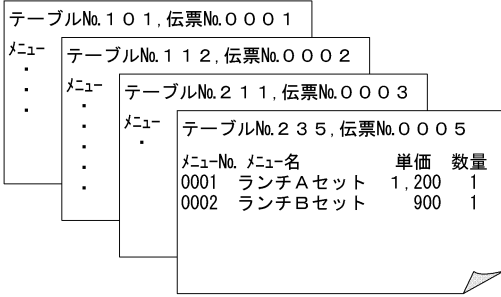 テーブル№.１０１,伝票№.０００１
ﾒﾆｭｰ
・
・
・
テーブル№.１１２,伝票№.０００２
ﾒﾆｭｰ
・
・
・
・
・
テーブル№.２１１,伝票№.０００３
ﾒﾆｭｰ
・
テーブル№.２３５,伝票№.０００５
ﾒﾆｭｰNo. ﾒﾆｭｰ名 単価 数量
0001 ランチＡセット 1,200 1
0002 ランチＢセット 900 1